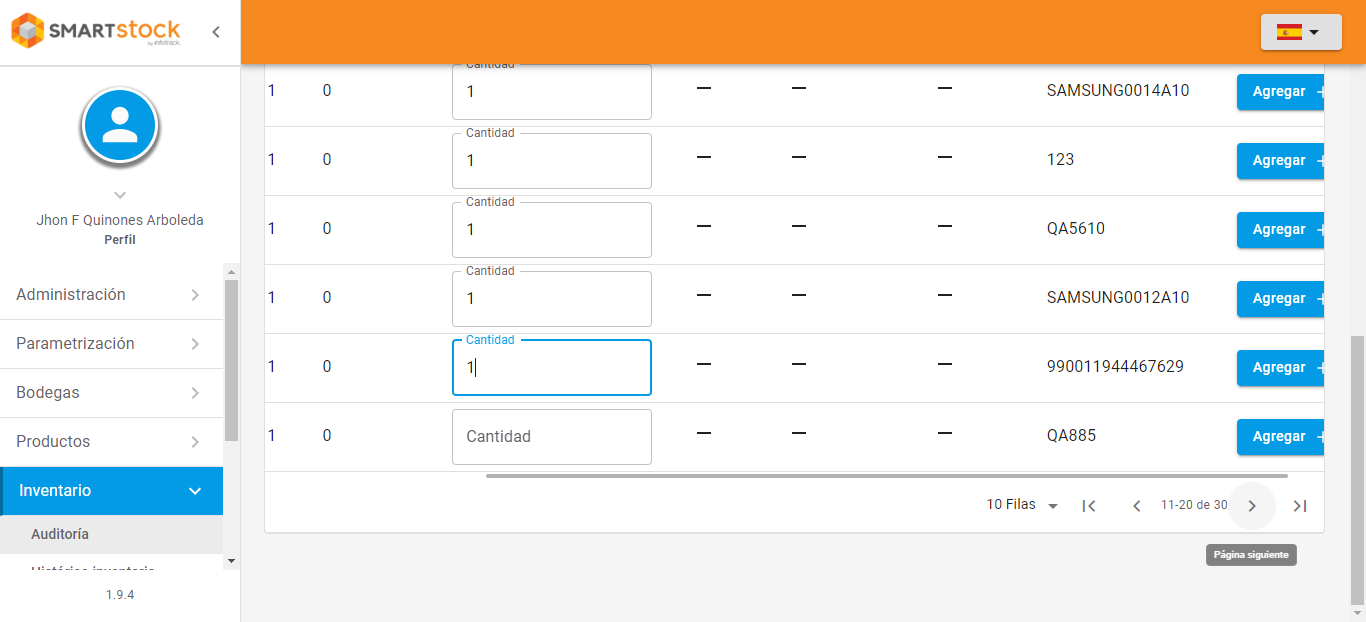 SMARTSTOCK
by infotrack.
Jhon F Quinones Arboleda
Perfil
Administración
Parametrización
Bodegas
Productos
Inventario
Auditoría
Histórico inventario
1.9.4
Cantidad
1 0 1 — — — SAMSUNG0014A10 Agregar +
Cantidad
1 0 1 — — — 123 Agregar +
Cantidad
1 0 1 — — — QA5610 Agregar +
Cantidad
1 0 1 — — — SAMSUNG0012A10 Agregar +
Cantidad
1 0 1 — — — 990011944467629 Agregar +
1 0 Cantidad — — — QA885 Agregar +
10 Filas 11-20 de 30
Página siguiente